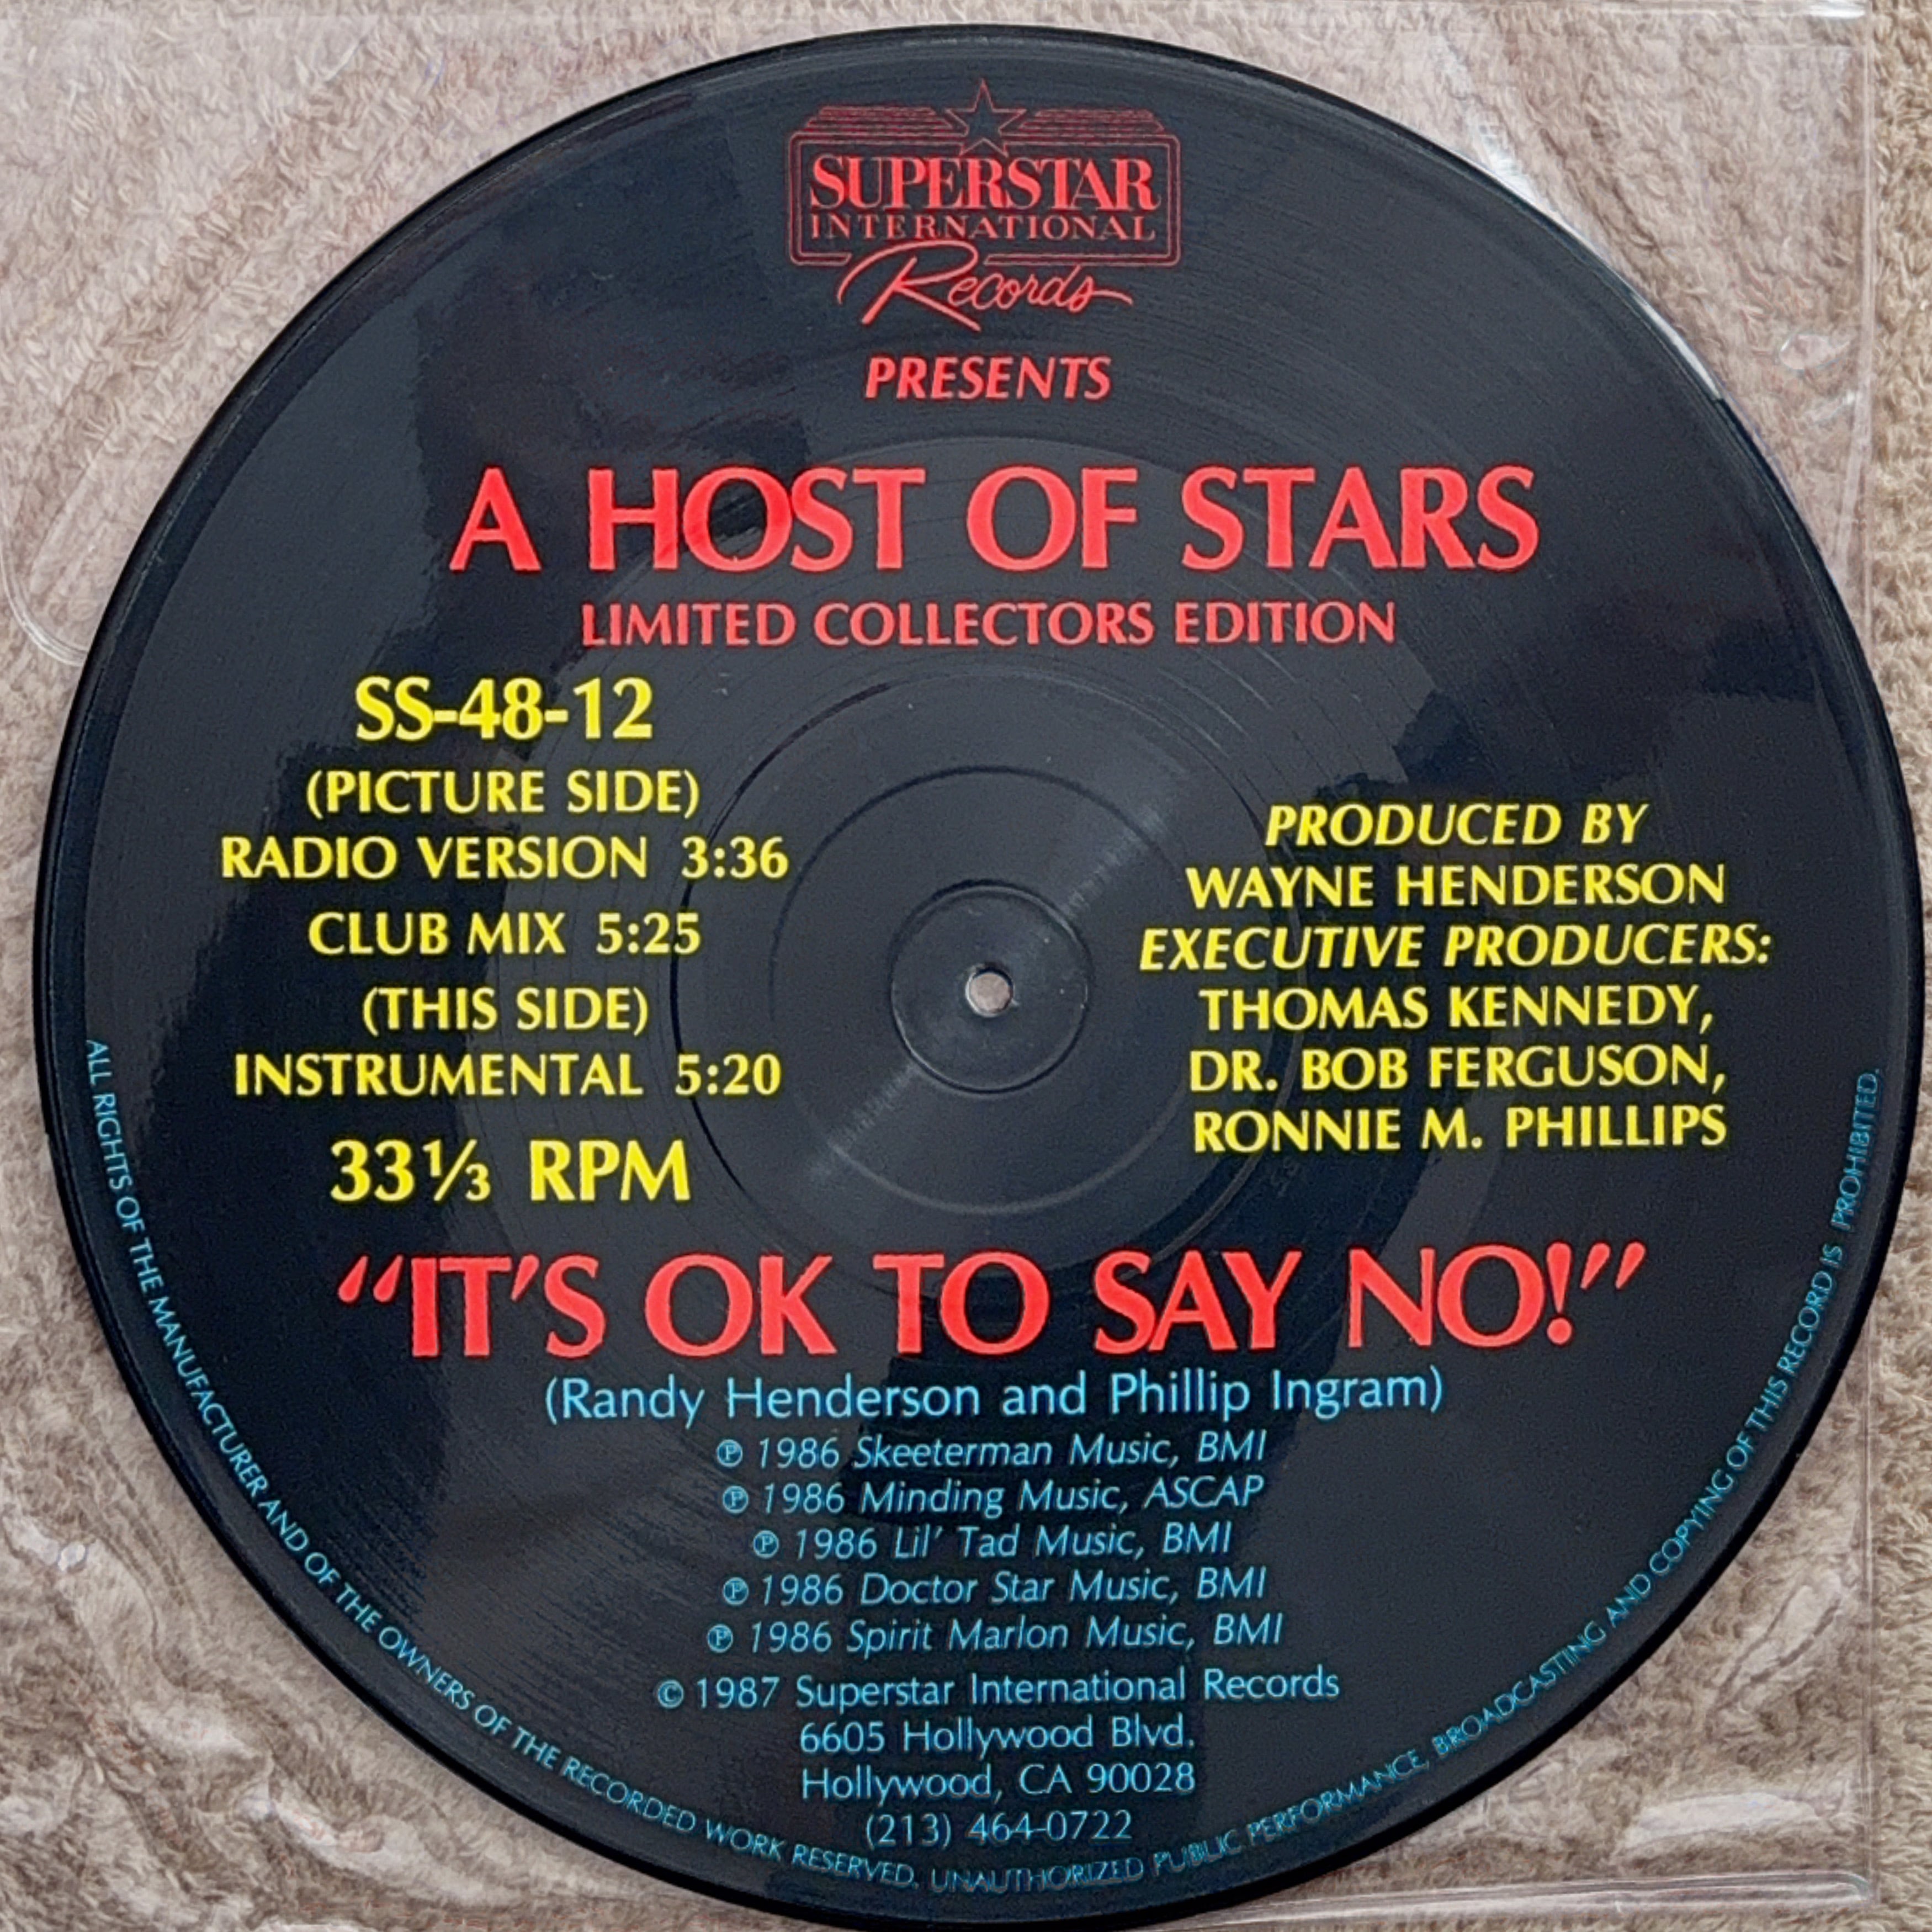 SUPERSTAR
INTERNATIONAL
Records
PRESENTS
A HOST OF STARS
LIMITED COLLECTORS EDITION
SS-48-12
(PICTURE SIDE)
RADIO VERSION 3:36
CLUB MIX 5:25
(THIS SIDE)
INSTRUMENTAL 5:20
33⅓ RPM
PRODUCED BY
WAYNE HENDERSON
EXECUTIVE PRODUCERS:
THOMAS KENNEDY,
DR. BOB FERGUSON,
RONNIE M. PHILLIPS
“IT'S OK TO SAY NO!”
(Randy Henderson and Phillip Ingram)
℗ 1986 Skeeterman Music, BMI
℗ 1986 Minding Music, ASCAP
℗ 1986 Lil' Tad Music, BMI
℗ 1986 Doctor Star Music, BMI
℗ 1986 Spirit Marlon Music, BMI
© 1987 Superstar International Records
6605 Hollywood Blvd.
Hollywood, CA 90028
(213) 464-0722
ALL RIGHTS OF THE MANUFACTURER AND OF THE OWNERS OF THE RECORDED WORK RESERVED. UNAUTHORIZED PUBLIC PERFORMANCE, BROADCASTING AND COPYING OF THIS RECORD IS PROHIBITED.